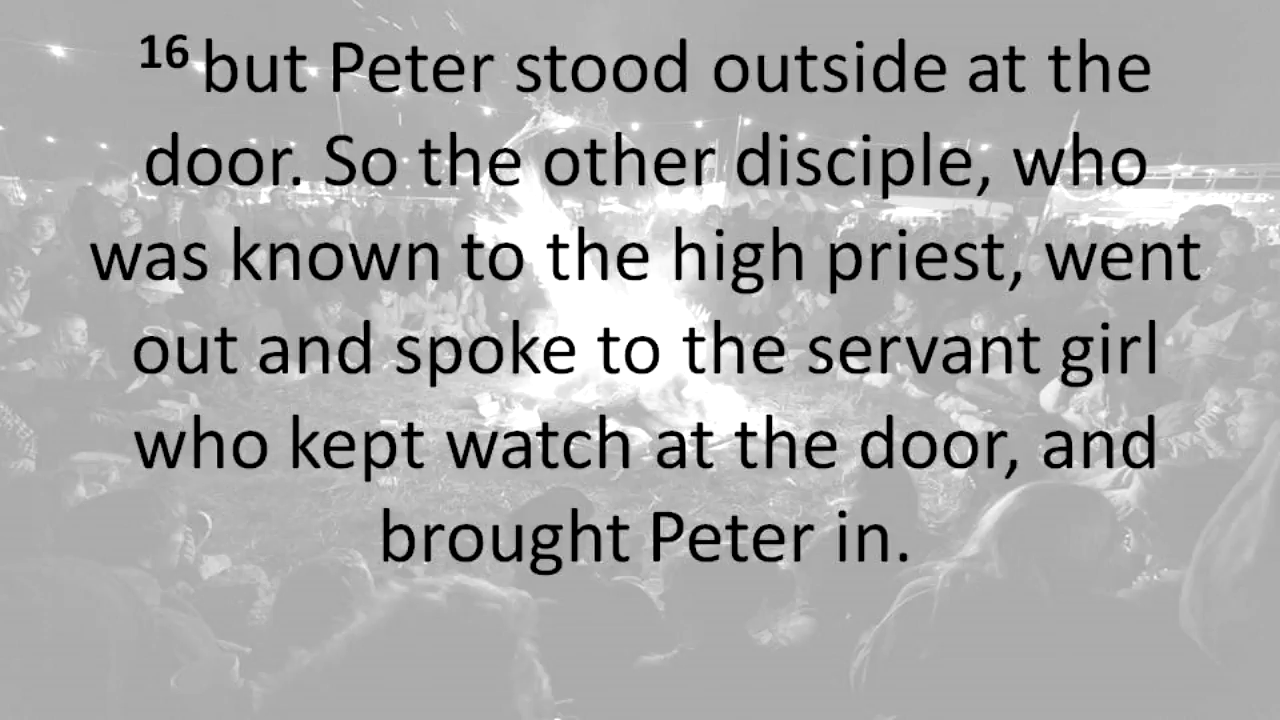 16 but Peter stood outside at the
door. So the other disciple, who
was known to the high priest, went
out and spoke to the servant girl
who kept watch at the door, and
brought Peter in.